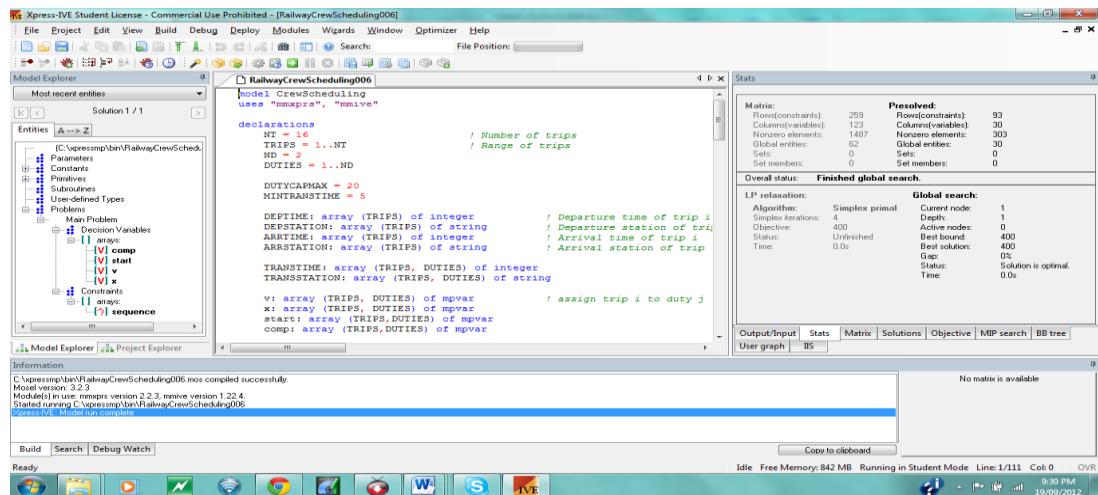 Xpress-IVE Student License - Commercial Use Prohibited - [RailwayCrewScheduling006]
File Project Edit View Build Debug Deploy Modules Wizards Window Optimizer Help
Search: File Position:
Model Explorer
Most recent entities
Solution 1 / 1
Entities A --> Z
(C:\xpressmp\bin\RailwayCrewSchedu
Parameters
Constants
Primitives
Subroutines
User-defined Types
Problems
Main Problem
Decision Variables
[ ] arrays:
[V] comp
[V] start
[V] v
[V] x
Constraints
[ ] arrays:
[?] sequence
Model Explorer Project Explorer
RailwayCrewScheduling006
model CrewScheduling
uses "mmxprs", "mmive"
declarations
NT = 16 ! Number of trips
TRIPS = 1..NT ! Range of trips
ND = 2
DUTIES = 1..ND
DUTYCAPMAX = 20
MINTRANSTIME = 5
DEPTIME: array (TRIPS) of integer ! Departure time of trip i
DEPSTATION: array (TRIPS) of string ! Departure station of trip
ARRTIME: array (TRIPS) of integer ! Arrival time of trip i
ARRSTATION: array (TRIPS) of string ! Arrival station of trip
TRANSTIME: array (TRIPS, DUTIES) of integer
TRANSSTATION: array (TRIPS, DUTIES) of string
v: array (TRIPS, DUTIES) of mpvar ! assign trip i to duty j
x: array (TRIPS, DUTIES) of mpvar
start: array (TRIPS,DUTIES) of mpvar
comp: array (TRIPS,DUTIES) of mpvar
Stats
Matrix: Presolved:
Rows(constraints): 259 Rows(constraints): 93
Columns(variables): 123 Columns(variables): 30
Nonzero elements: 1487 Nonzero elements: 303
Global entities: 62 Global entities: 30
Sets: 0 Sets: 0
Set members: 0 Set members: 0
Overall status: Finished global search.
LP relaxation: Global search:
Algorithm: Simplex primal Current node: 1
Simplex iterations: 4 Depth: 1
Objective: 400 Active nodes: 0
Status: Unfinished Best bound: 400
Time: 0.0s Best solution: 400
Gap: 0%
Status: Solution is optimal.
Time: 0.0s
Output/Input Stats Matrix Solutions Objective MIP search BB tree
User graph IIS
Information
C:\xpressmp\bin\RailwayCrewScheduling006.mos compiled successfully.
Mosel version: 3.2.3
Module(s) in use: mmxprs version 2.2.3, mmive version 1.22.4.
Started running C:\xpressmp\bin\RailwayCrewScheduling006
Xpress-IVE: Model run complete
No matrix is available
Build Search Debug Watch
Copy to clipboard
Ready
Idle Free Memory: 842 MB Running in Student Mode Line: 1/111 Col: 0 OVR
IVE
9:30 PM
19/09/2012